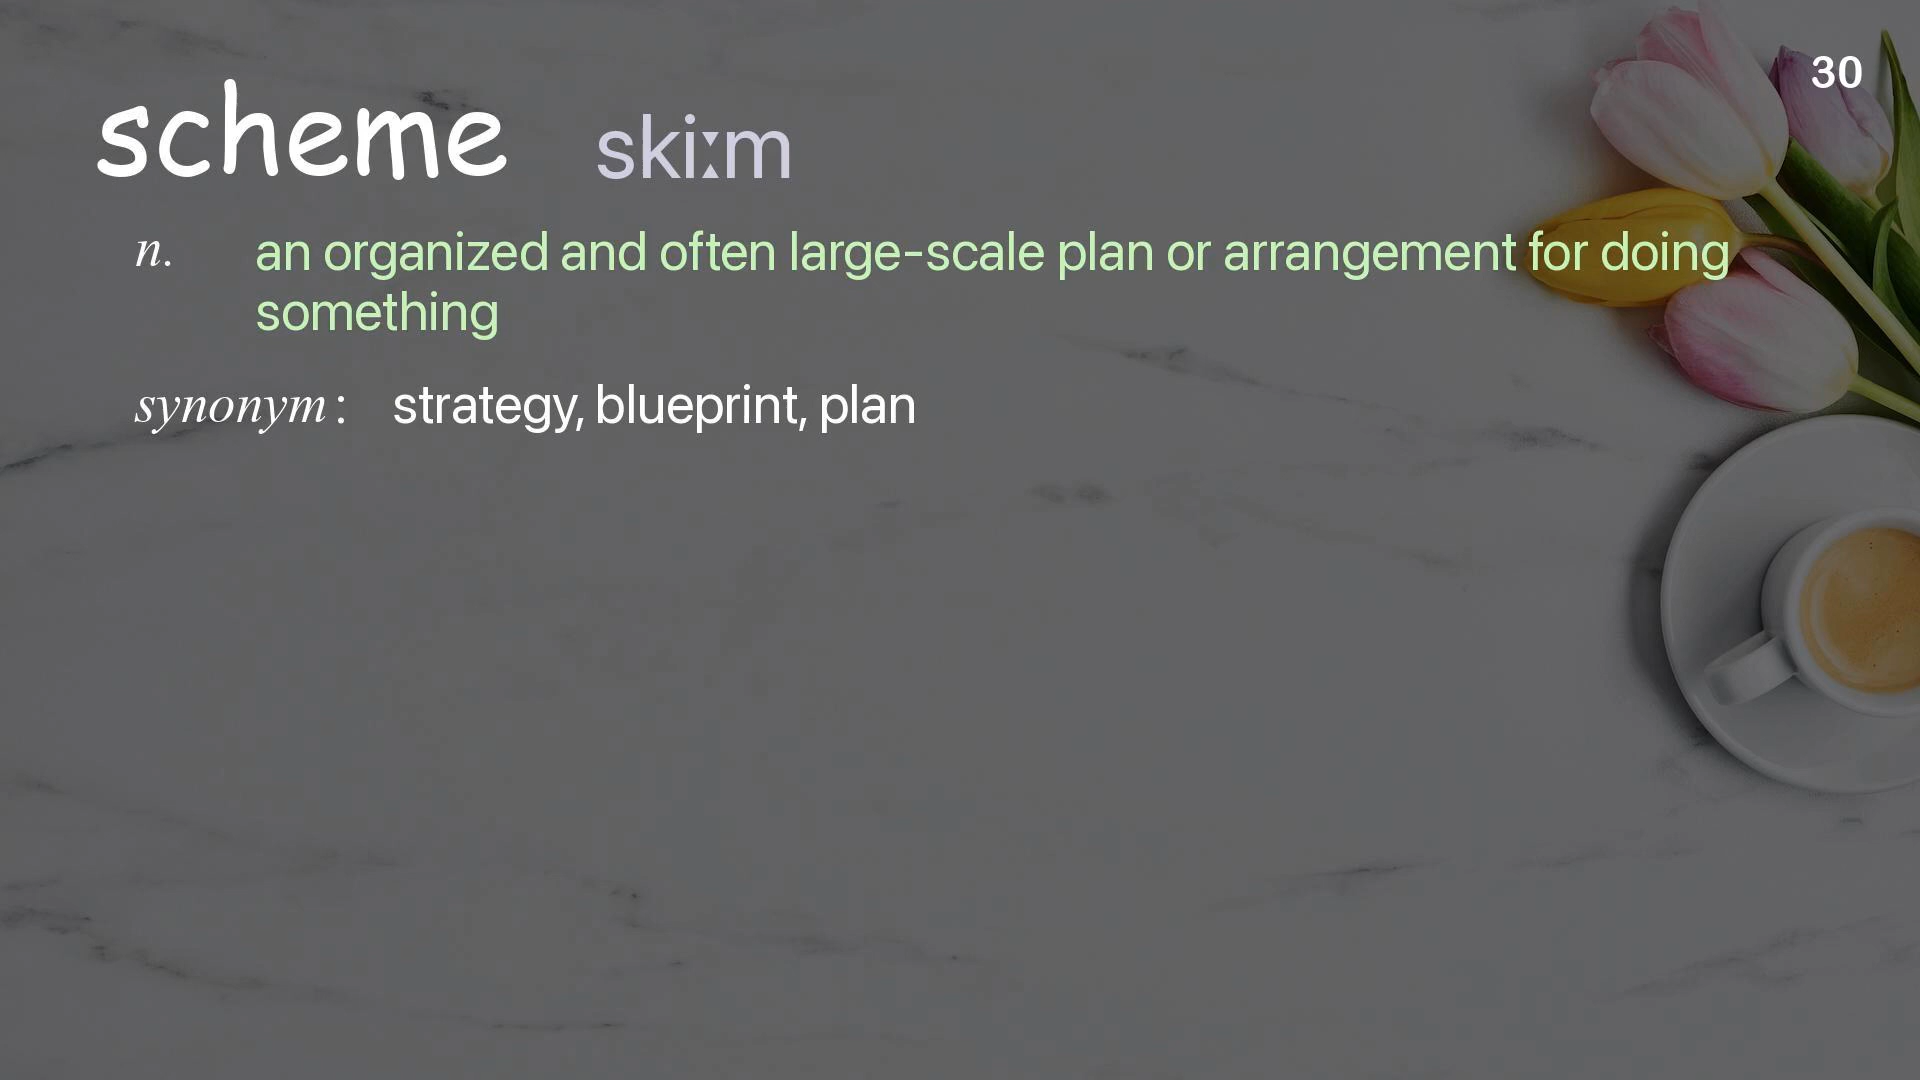 30
scheme skiːm
n. an organized and often large-scale plan or arrangement for doing
something
synonym: strategy, blueprint, plan